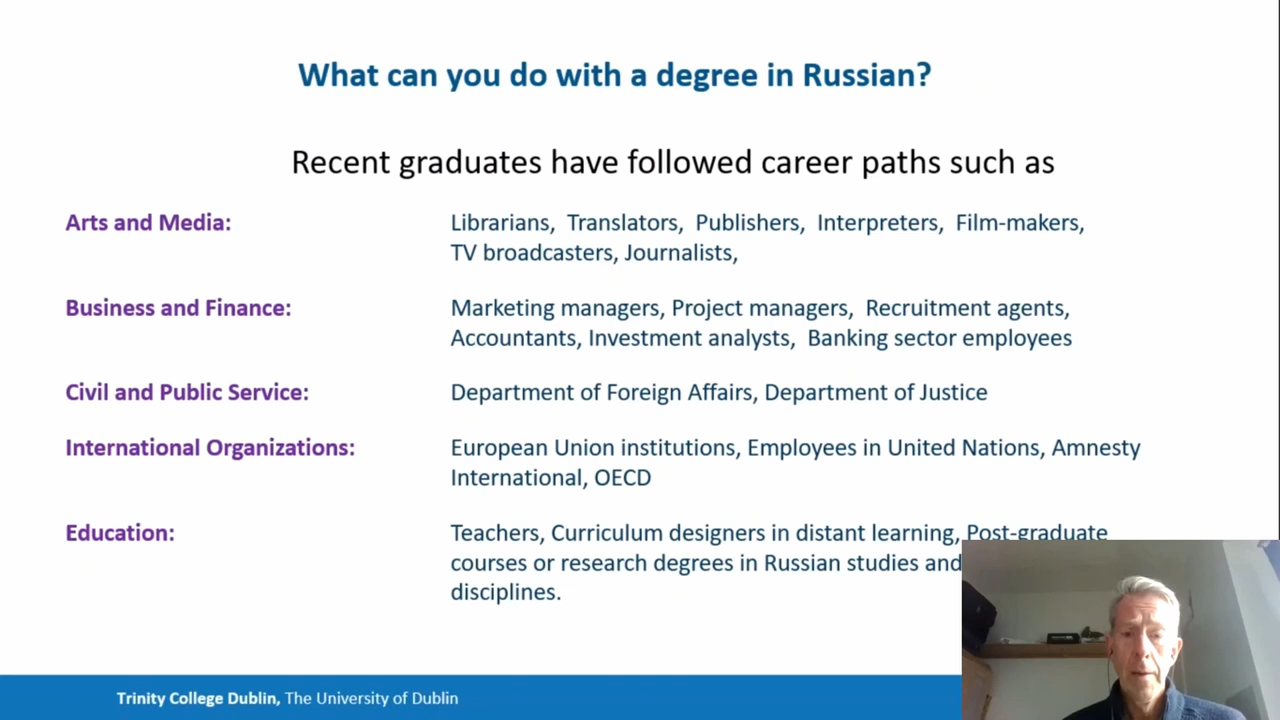 What can you do with a degree in Russian?
Recent graduates have followed career paths such as
Arts and Media:
Librarians, Translators, Publishers, Interpreters, Film-makers,
TV broadcasters, Journalists,
Business and Finance:
Marketing managers, Project managers, Recruitment agents,
Accountants, Investment analysts, Banking sector employees
Civil and Public Service:
Department of Foreign Affairs, Department of Justice
International Organizations:
European Union institutions, Employees in United Nations, Amnesty
International, OECD
Education:
Teachers, Curriculum designers in distant learning, Post-graduate
courses or research degrees in Russian studies and
disciplines.
Trinity College Dublin, The University of Dublin